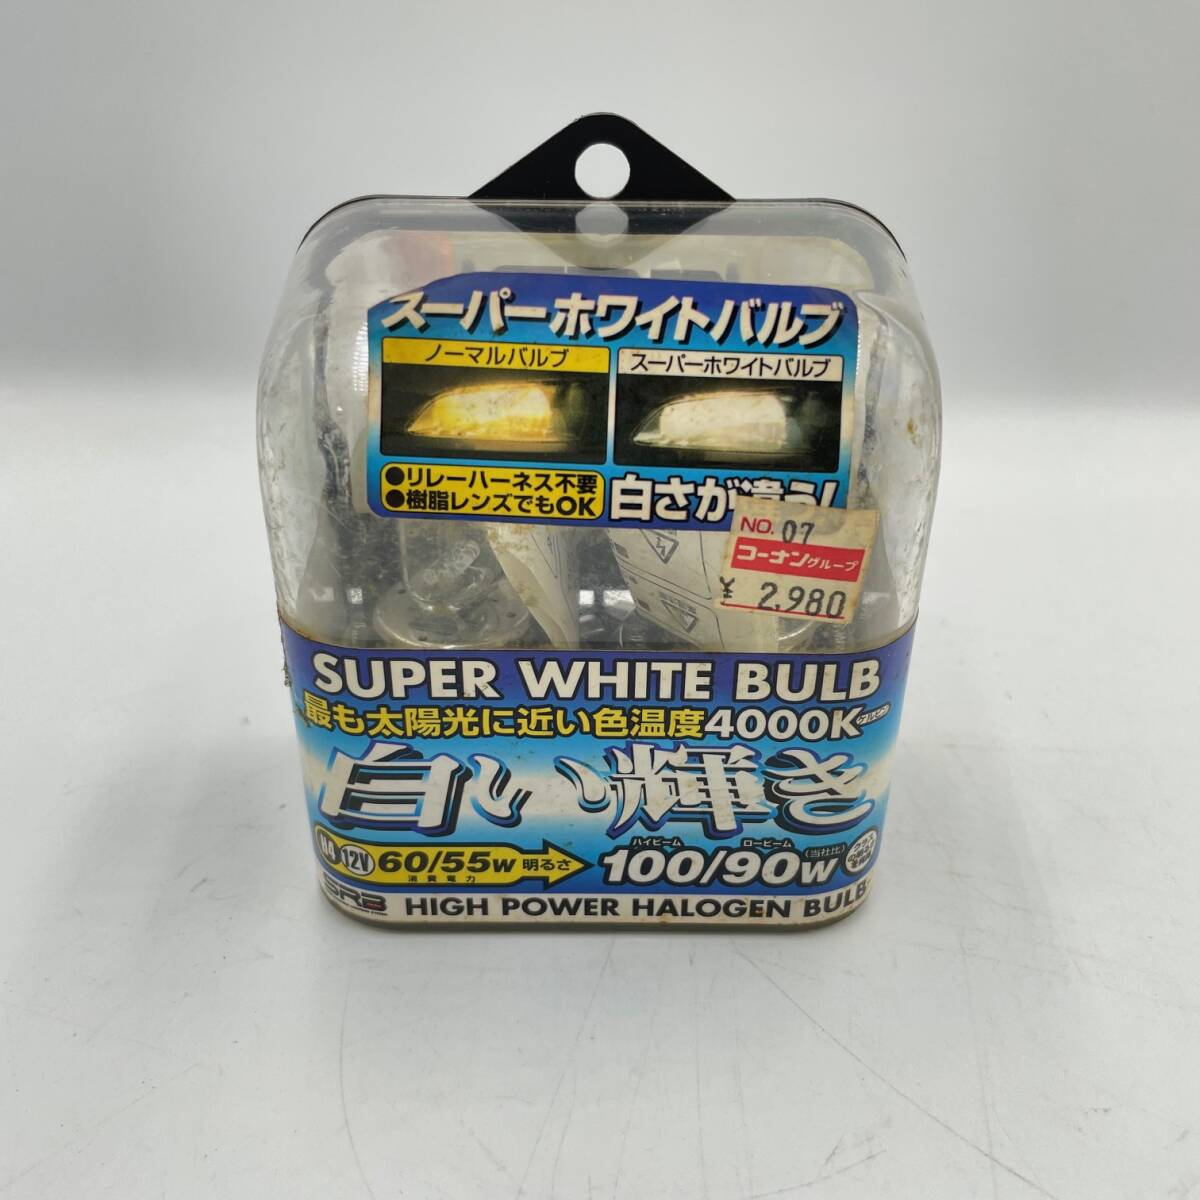 スーパーホワイトバルブ
ノーマルバルブ
スーパーホワイトバルブ
●リレーハーネス不要
●樹脂レンズでもOK
白さが違う!
NO. 07
コーナングループ
¥ 2,980
SUPER WHITE BULB
最も太陽光に近い色温度4000Kケルビン
白い輝き
ハイビーム ロービーム
H4 12V 60/55W 明るさ 100/90W (当社比)
消費電力
SRB HIGH POWER HALOGEN BULB